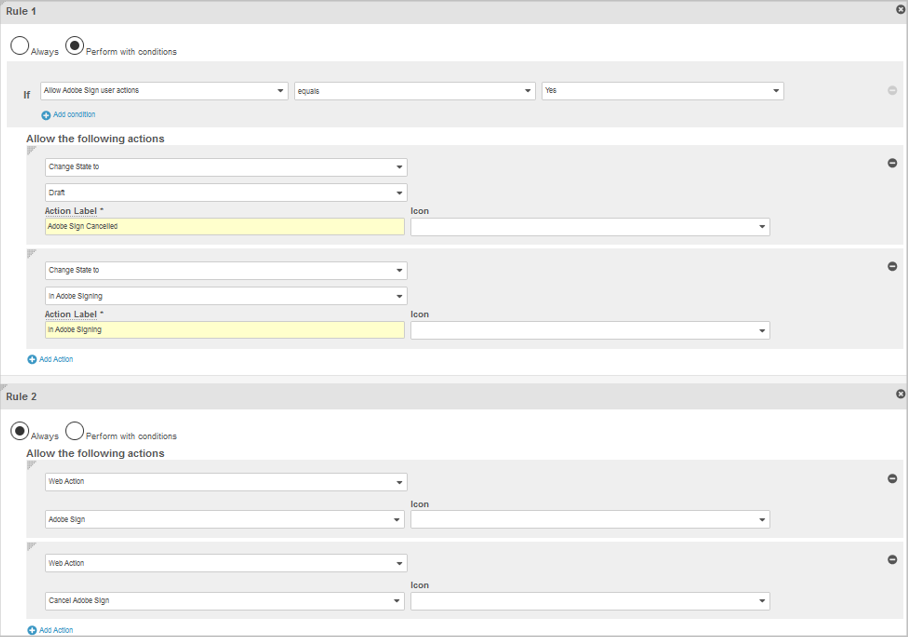 Rule 1
Always Perform with conditions
If Allow Adobe Sign user actions equals Yes
Add condition
Allow the following actions
Change State to
Draft
Action Label * Icon
Adobe Sign Cancelled
Change State to
In Adobe Signing
Action Label * Icon
In Adobe Signing
Add Action
Rule 2
Always Perform with conditions
Allow the following actions
Web Action
Icon
Adobe Sign
Web Action
Icon
Cancel Adobe Sign
Add Action